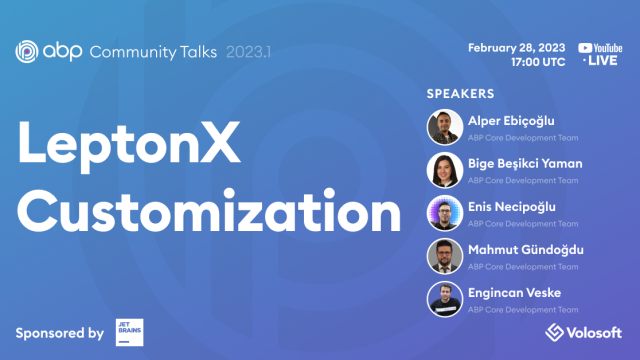 abp Community Talks 2023.1
February 28, 2023
17:00 UTC
YouTube
LIVE
LeptonX
Customization
SPEAKERS
Alper Ebiçoğlu
ABP Core Development Team
Bige Beşikci Yaman
ABP Core Development Team
Enis Necipoğlu
ABP Core Development Team
Mahmut Gündoğdu
ABP Core Development Team
Engincan Veske
ABP Core Development Team
Sponsored by
JET
BRAINS
Volosoft